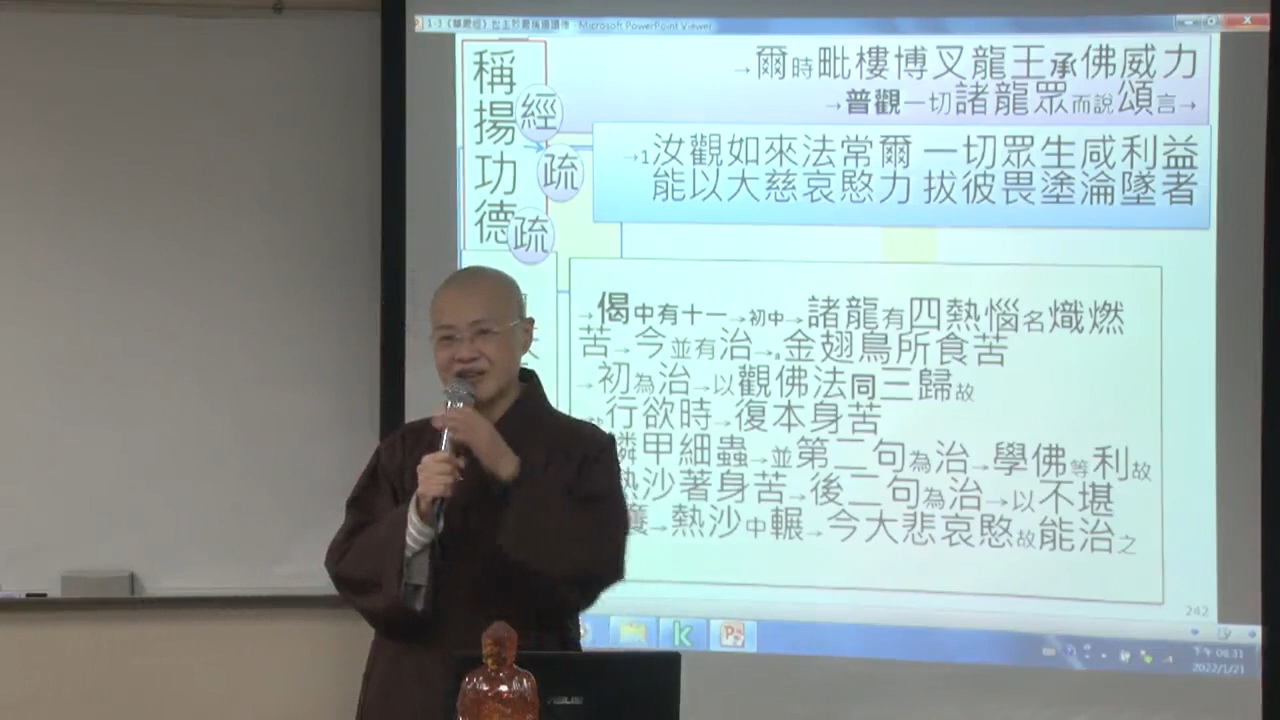 1-3《華嚴經》世主妙嚴 - Microsoft PowerPoint Viewer
稱揚功德
經
疏
疏
→爾時毗樓博叉龍王承佛威力
→普觀一切諸龍眾而說頌言→
→1汝觀如來法常爾 一切眾生咸利益
能以大慈哀愍力 拔彼畏塗淪墜者
→偈中有十一→初中→諸龍有四熱惱名熾燃
苦→今並有治→a金翅鳥所食苦
→初為治→以觀佛法同三歸故
→b行欲時→復本身苦
鱗甲細蟲→並第二句為治→學佛等利故
熱沙著身苦→後二句為治→以不堪
→熱沙中輾→今大悲哀愍故能治之
242
下午 08:31
2022/1/21
ASUS